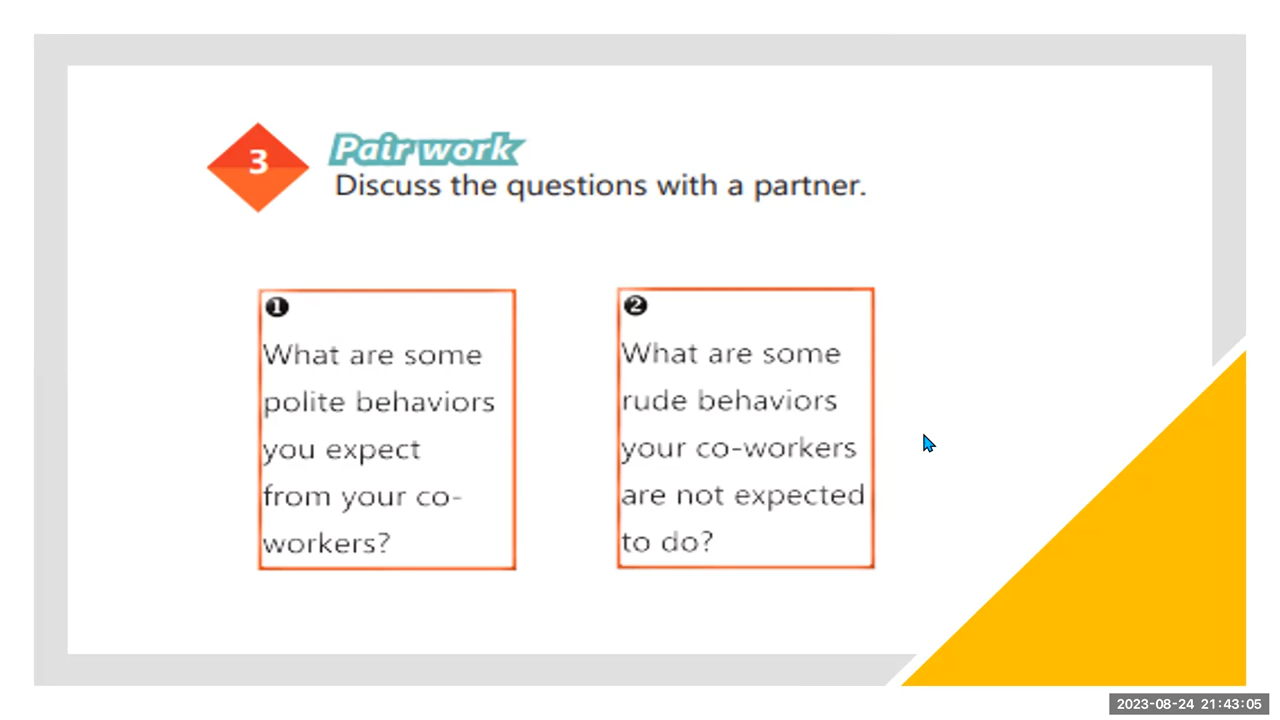 3
Pair work
Discuss the questions with a partner.
❶
What are some
polite behaviors
you expect
from your co-
workers?
❷
What are some
rude behaviors
your co-workers
are not expected
to do?
2023-08-24 21:43:05